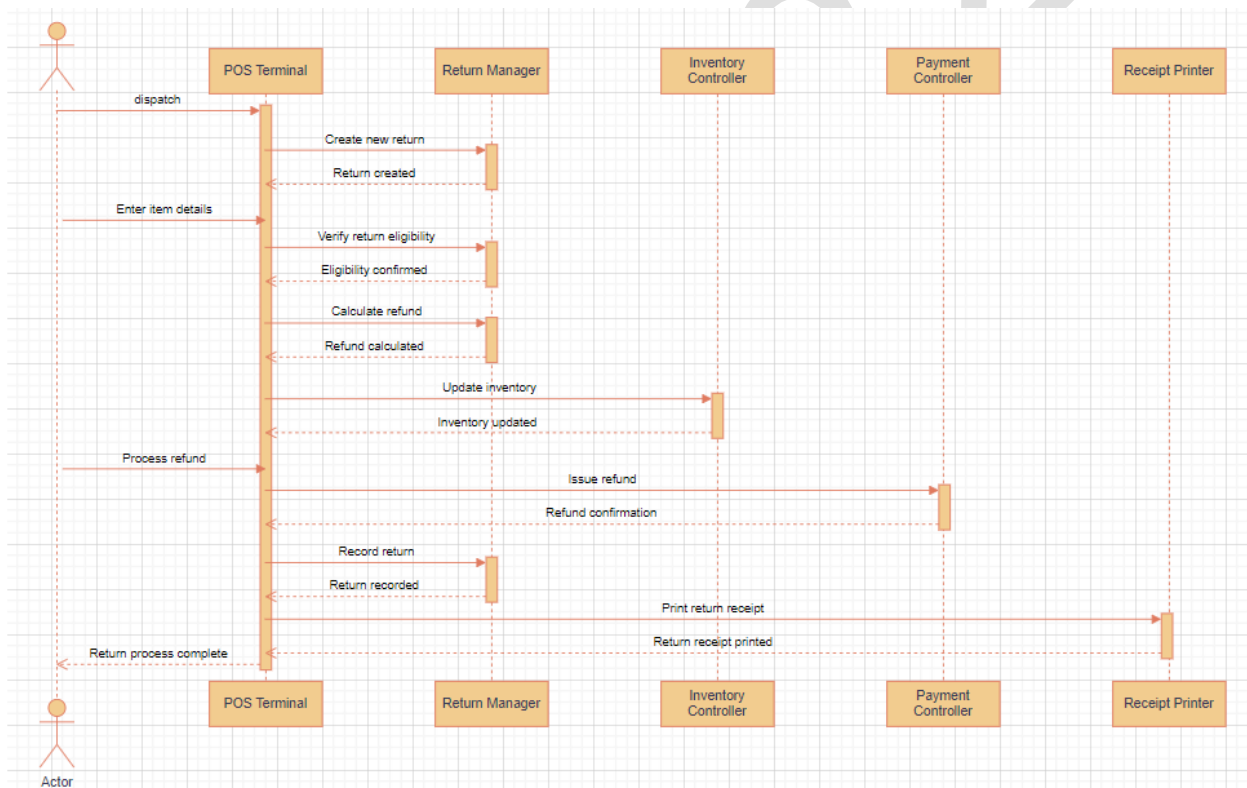 POS Terminal
Return Manager
Inventory
Controller
Payment
Controller
Receipt Printer
dispatch
Create new return
Return created
Enter item details
Verify return eligibility
Eligibility confirmed
Calculate refund
Refund calculated
Update inventory
Inventory updated
Process refund
Issue refund
Refund confirmation
Record return
Return recorded
Print return receipt
Return receipt printed
Return process complete
POS Terminal
Return Manager
Inventory
Controller
Payment
Controller
Receipt Printer
Actor